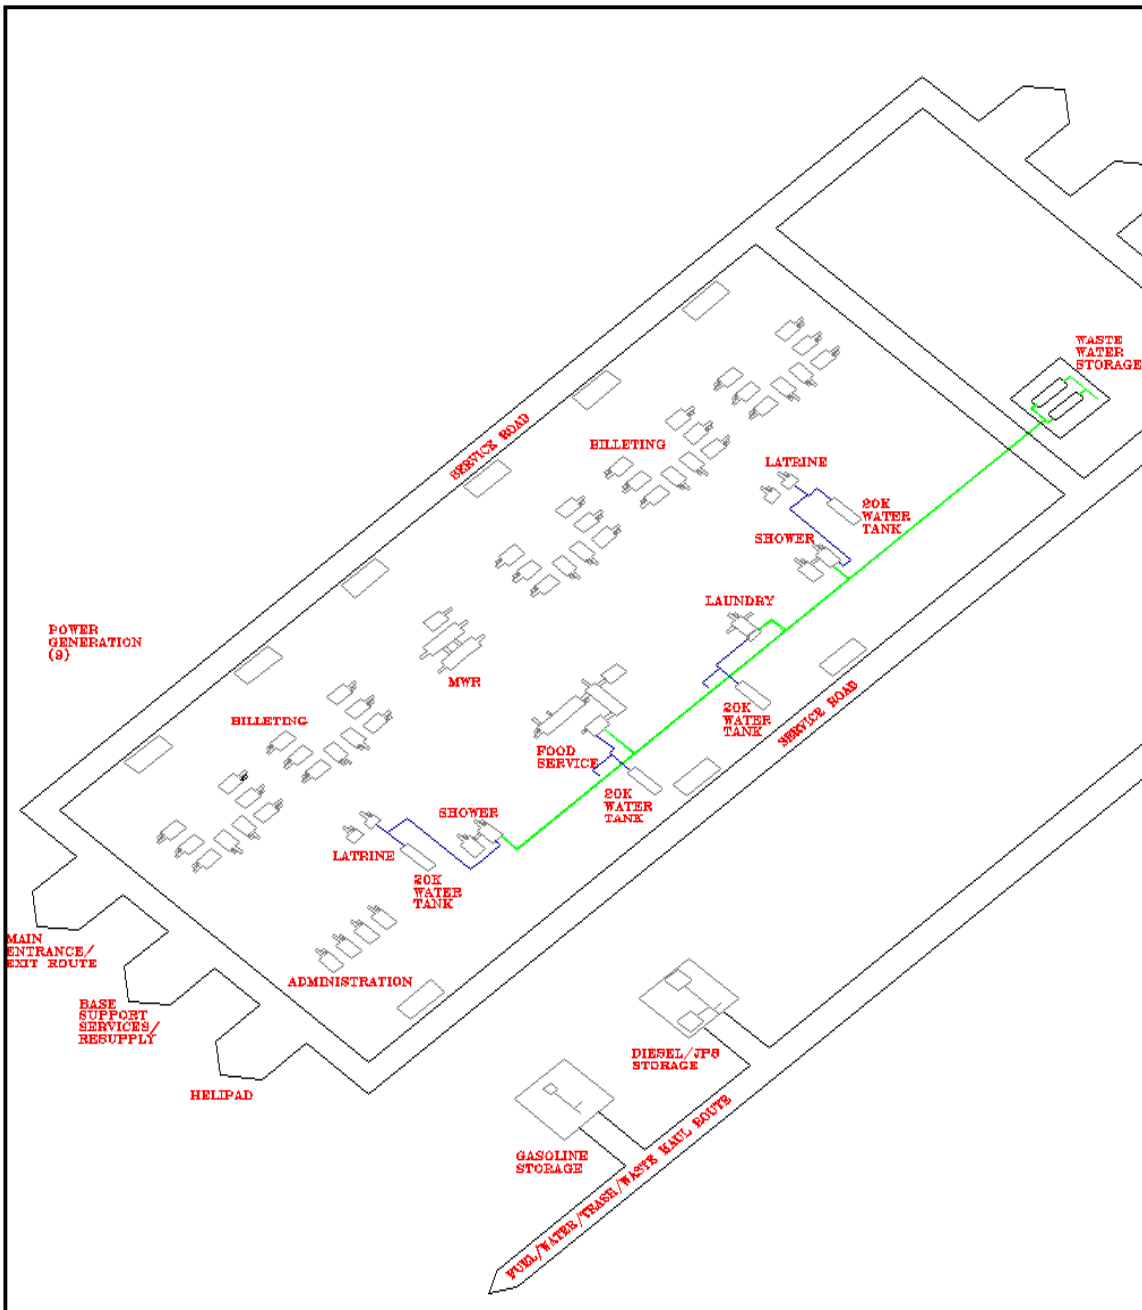 WASTE
WATER
STORAGE
SERVICE ROAD
BILLETING
LATRINE
20K
WATER
TANK
SHOWER
LAUNDRY
POWER
GENERATION
(9)
MWR
BILLETING
20K
WATER
TANK
SERVICE ROAD
FOOD
SERVICE
20K
WATER
TANK
SHOWER
LATRINE
20K
WATER
TANK
MAIN
ENTRANCE/
EXIT ROUTE
ADMINISTRATION
BASE
SUPPORT
SERVICES/
RESUPPLY
DIESEL/JP8
STORAGE
HELIPAD
GASOLINE
STORAGE
FUEL/WATER/TRASH/WASTE HAUL ROUTE